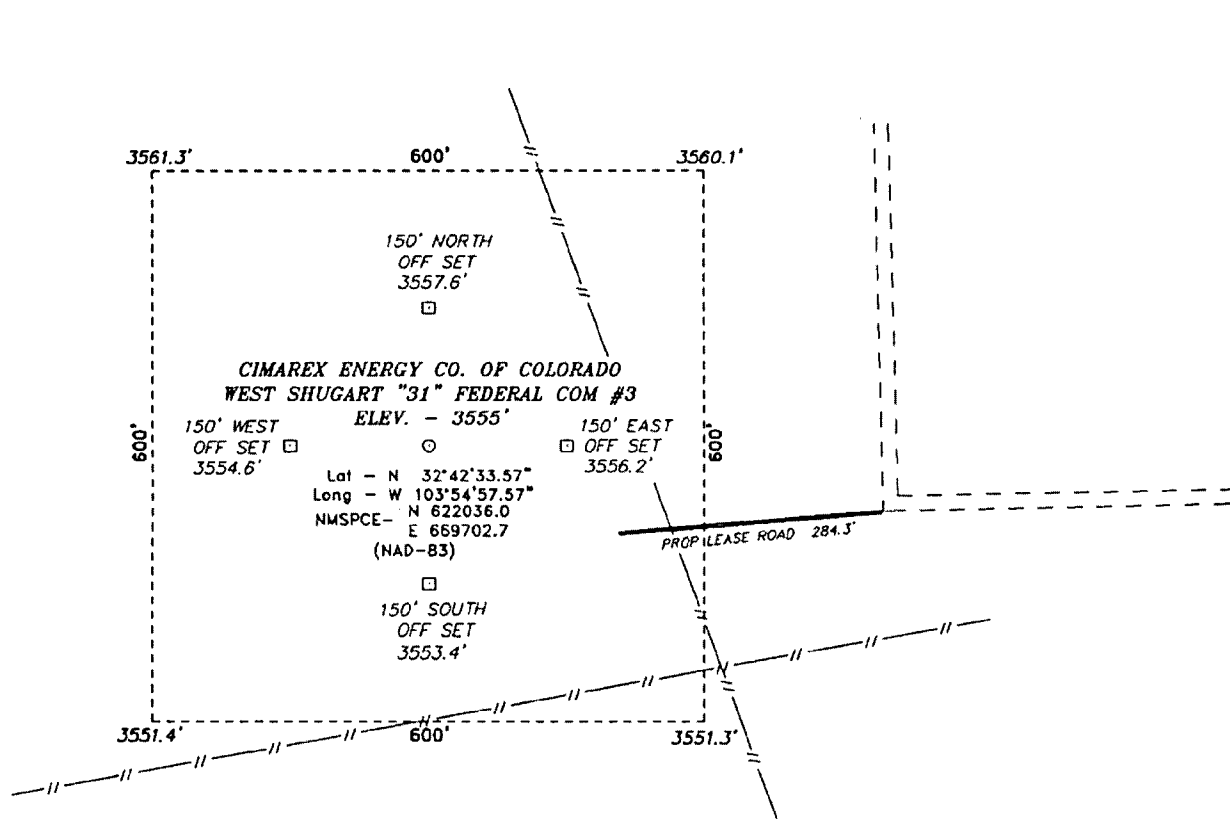 3561.3'
600'
3560.1'
150' NORTH
OFF SET
3557.6'
CIMAREX ENERGY CO. OF COLORADO
WEST SHUGART "31" FEDERAL COM #3
ELEV. - 3555'
600'
150' WEST
OFF SET
3554.6'
150' EAST
OFF SET
3556.2'
600'
Lat - N 32°42'33.57"
Long - W 103°54'57.57"
NMSPCE- N 622036.0
E 669702.7
(NAD-83)
PROP LEASE ROAD 284.3'
150' SOUTH
OFF SET
3553.4'
3551.4'
600'
3551.3'